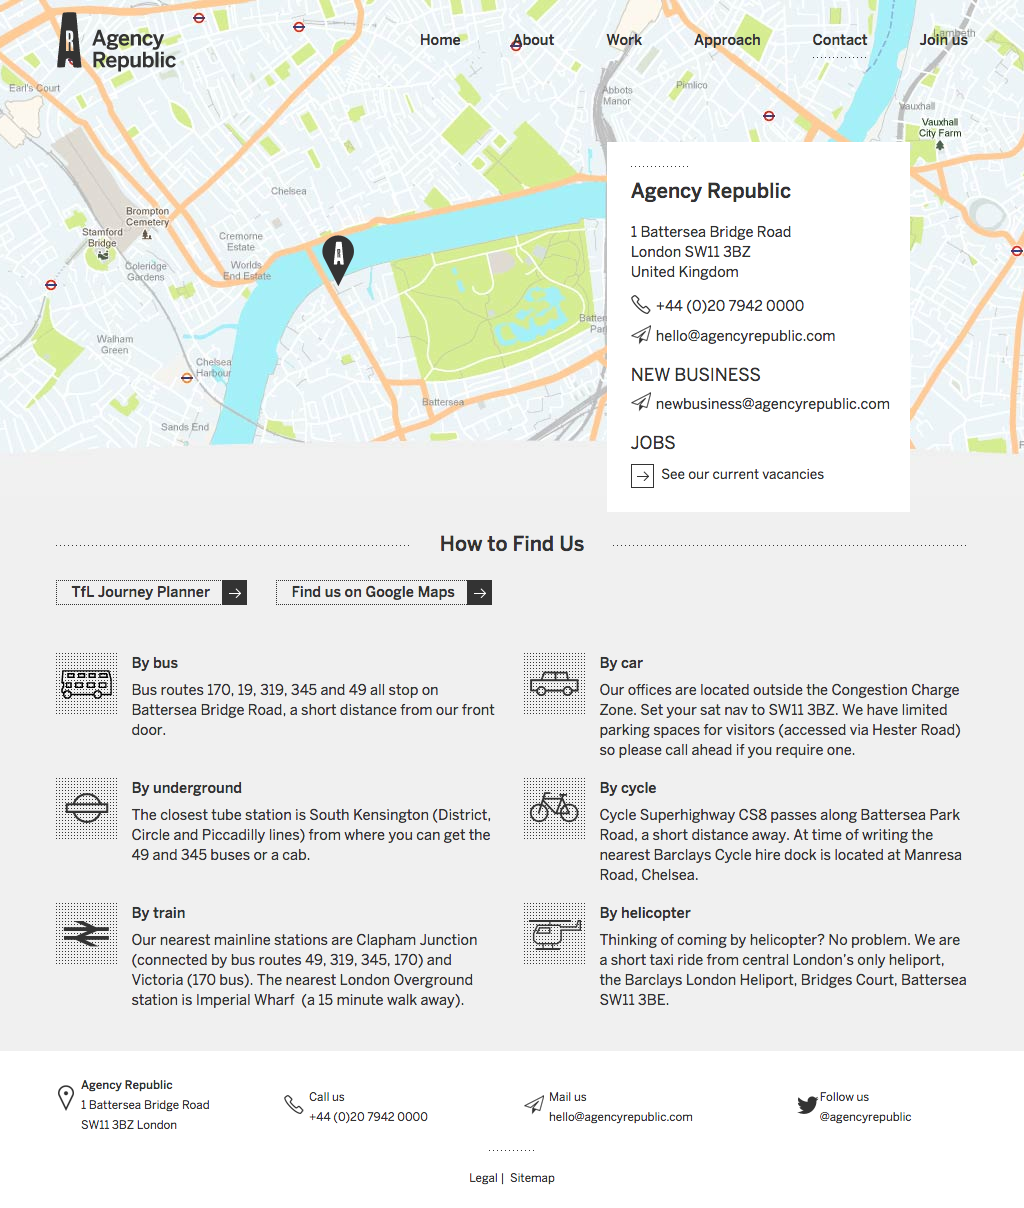 Agency
Republic
Home
About
Work
Approach
Contact
Join us
Lambeth
Earl's Court
Abbots
Manor
Pimlico
Vauxhall
Vauxhall
City Farm
Chelsea
Brompton
Cemetery
Stamford
Bridge
Cremorne
Estate
Coleridge
Gardens
Worlds
End Estate
Walham
Green
Chelsea
Harbour
Battersea
Sands End
Agency Republic
1 Battersea Bridge Road
London SW11 3BZ
United Kingdom
+44 (0)20 7942 0000
hello@agencyrepublic.com
NEW BUSINESS
newbusiness@agencyrepublic.com
JOBS
See our current vacancies
How to Find Us
TfL Journey Planner
Find us on Google Maps
By bus
Bus routes 170, 19, 319, 345 and 49 all stop on
Battersea Bridge Road, a short distance from our front
door.
By car
Our offices are located outside the Congestion Charge
Zone. Set your sat nav to SW11 3BZ. We have limited
parking spaces for visitors (accessed via Hester Road)
so please call ahead if you require one.
By underground
The closest tube station is South Kensington (District,
Circle and Piccadilly lines) from where you can get the
49 and 345 buses or a cab.
By cycle
Cycle Superhighway CS8 passes along Battersea Park
Road, a short distance away. At time of writing the
nearest Barclays Cycle hire dock is located at Manresa
Road, Chelsea.
By train
Our nearest mainline stations are Clapham Junction
(connected by bus routes 49, 319, 345, 170) and
Victoria (170 bus). The nearest London Overground
station is Imperial Wharf (a 15 minute walk away).
By helicopter
Thinking of coming by helicopter? No problem. We are
a short taxi ride from central London's only heliport,
the Barclays London Heliport, Bridges Court, Battersea
SW11 3BE.
Agency Republic
1 Battersea Bridge Road
SW11 3BZ London
Call us
+44 (0)20 7942 0000
Mail us
hello@agencyrepublic.com
Follow us
@agencyrepublic
Legal | Sitemap